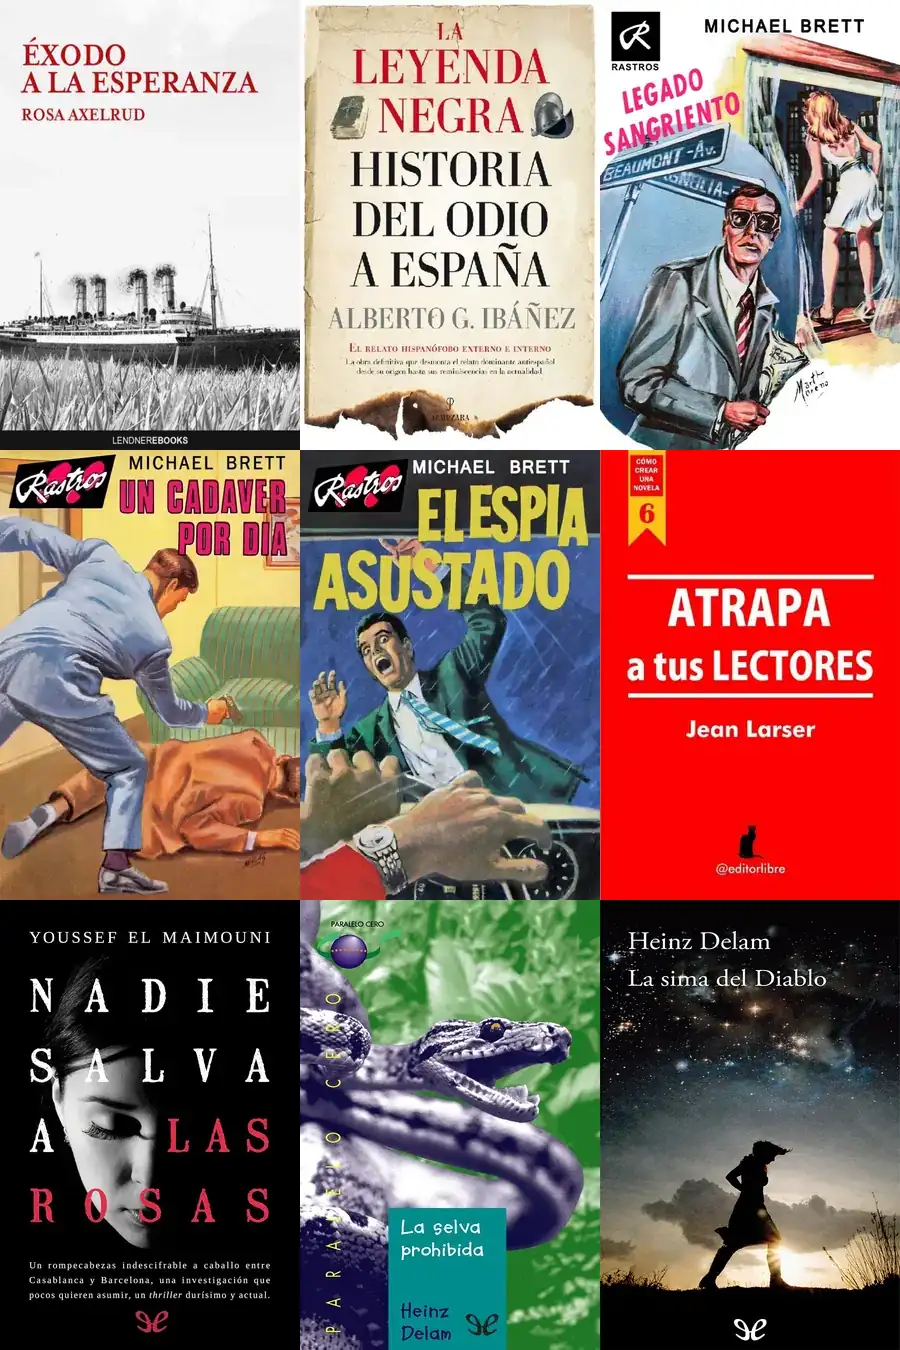 ÉXODO
A LA ESPERANZA
ROSA AXELRUD
LENDNEREBOOKS
LA
LEYENDA
NEGRA
HISTORIA
DEL ODIO
A ESPAÑA
ALBERTO G. IBÁÑEZ
EL RELATO HISPANÓFOBO EXTERNO E INTERNO
La obra definitiva que desmonta el relato dominante antiespañol
desde su origen hasta sus reminiscencias en la actualidad.
ALMUZARA
R
RASTROS
MICHAEL BRETT
LEGADO
SANGRIENTO
BEAUMONT-Av.
Rastros
MICHAEL BRETT
UN CADAVER
POR DIA
Rastros
MICHAEL BRETT
EL ESPIA
ASUSTADO
CÓMO
CREAR
UNA
NOVELA
6
ATRAPA
a tus LECTORES
Jean Larser
@editorlibre
YOUSSEF EL MAIMOUNI
NADIE
SALVA
A LAS
ROSAS
Un rompecabezas indescifrable a caballo entre
Casablanca y Barcelona, una investigación que
pocos quieren asumir, un thriller durísimo y actual.
PARALELO CERO
PARALELO CERO
La selva
prohibida
Heinz
Delam
Heinz Delam
La sima del Diablo